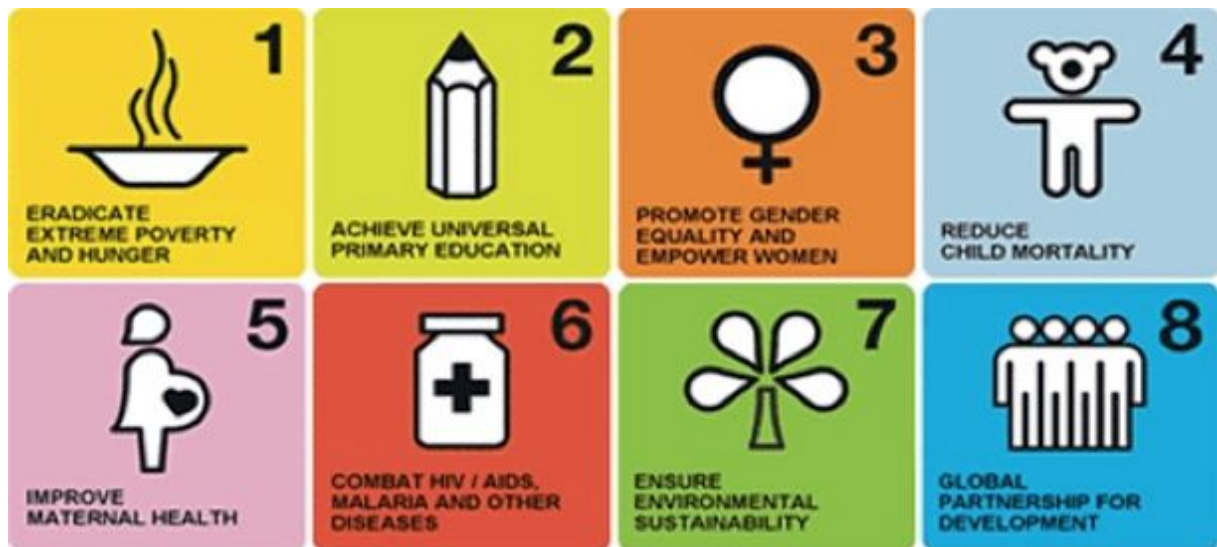 1
ERADICATE
EXTREME POVERTY
AND HUNGER
2
ACHIEVE UNIVERSAL
PRIMARY EDUCATION
3
PROMOTE GENDER
EQUALITY AND
EMPOWER WOMEN
4
REDUCE
CHILD MORTALITY
5
IMPROVE
MATERNAL HEALTH
6
COMBAT HIV / AIDS,
MALARIA AND OTHER
DISEASES
7
ENSURE
ENVIRONMENTAL
SUSTAINABILITY
8
GLOBAL
PARTNERSHIP FOR
DEVELOPMENT